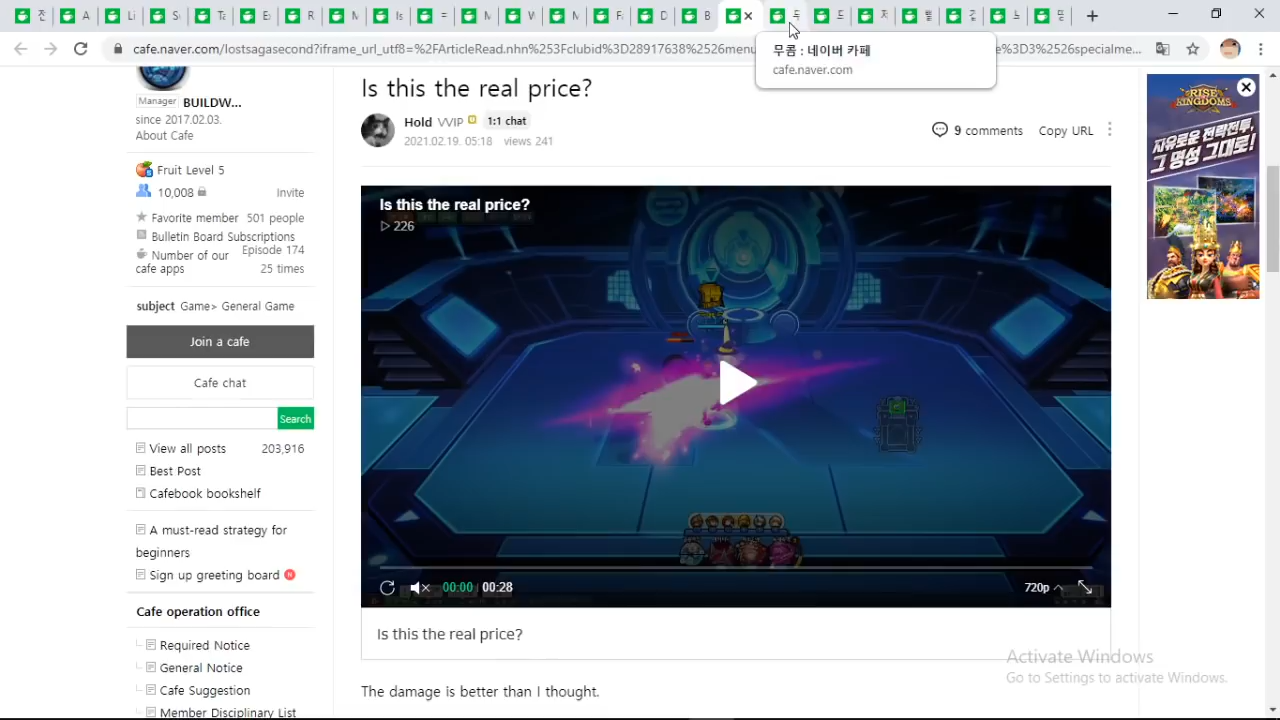 cafe.naver.com/lostsagasecond?iframe_url_utf8=%2FArticleRead.nhn%253Fclubid%3D28917638%2526menu
e%3D3%2526specialme...
무콤 : 네이버 카페
cafe.naver.com
Manager BUILDW...
since 2017.02.03.
About Cafe
Fruit Level 5
10,008
Invite
Favorite member 501 people
Bulletin Board Subscriptions
Episode 174
Number of our
cafe apps 25 times
subject Game> General Game
Join a cafe
Cafe chat
Search
View all posts 203,916
Best Post
Cafebook bookshelf
A must-read strategy for
beginners
Sign up greeting board
Cafe operation office
Required Notice
General Notice
Cafe Suggestion
Member Disciplinary List
Is this the real price?
Hold VVIP 1:1 chat
2021.02.19. 05:18 views 241
9 comments Copy URL
Is this the real price?
226
00:00 00:28
720p
Is this the real price?
The damage is better than I thought.
RISE OF KINGDOMS
자유로운 전략전투,
그 명성 그대로!
Activate Windows
Go to Settings to activate Windows.